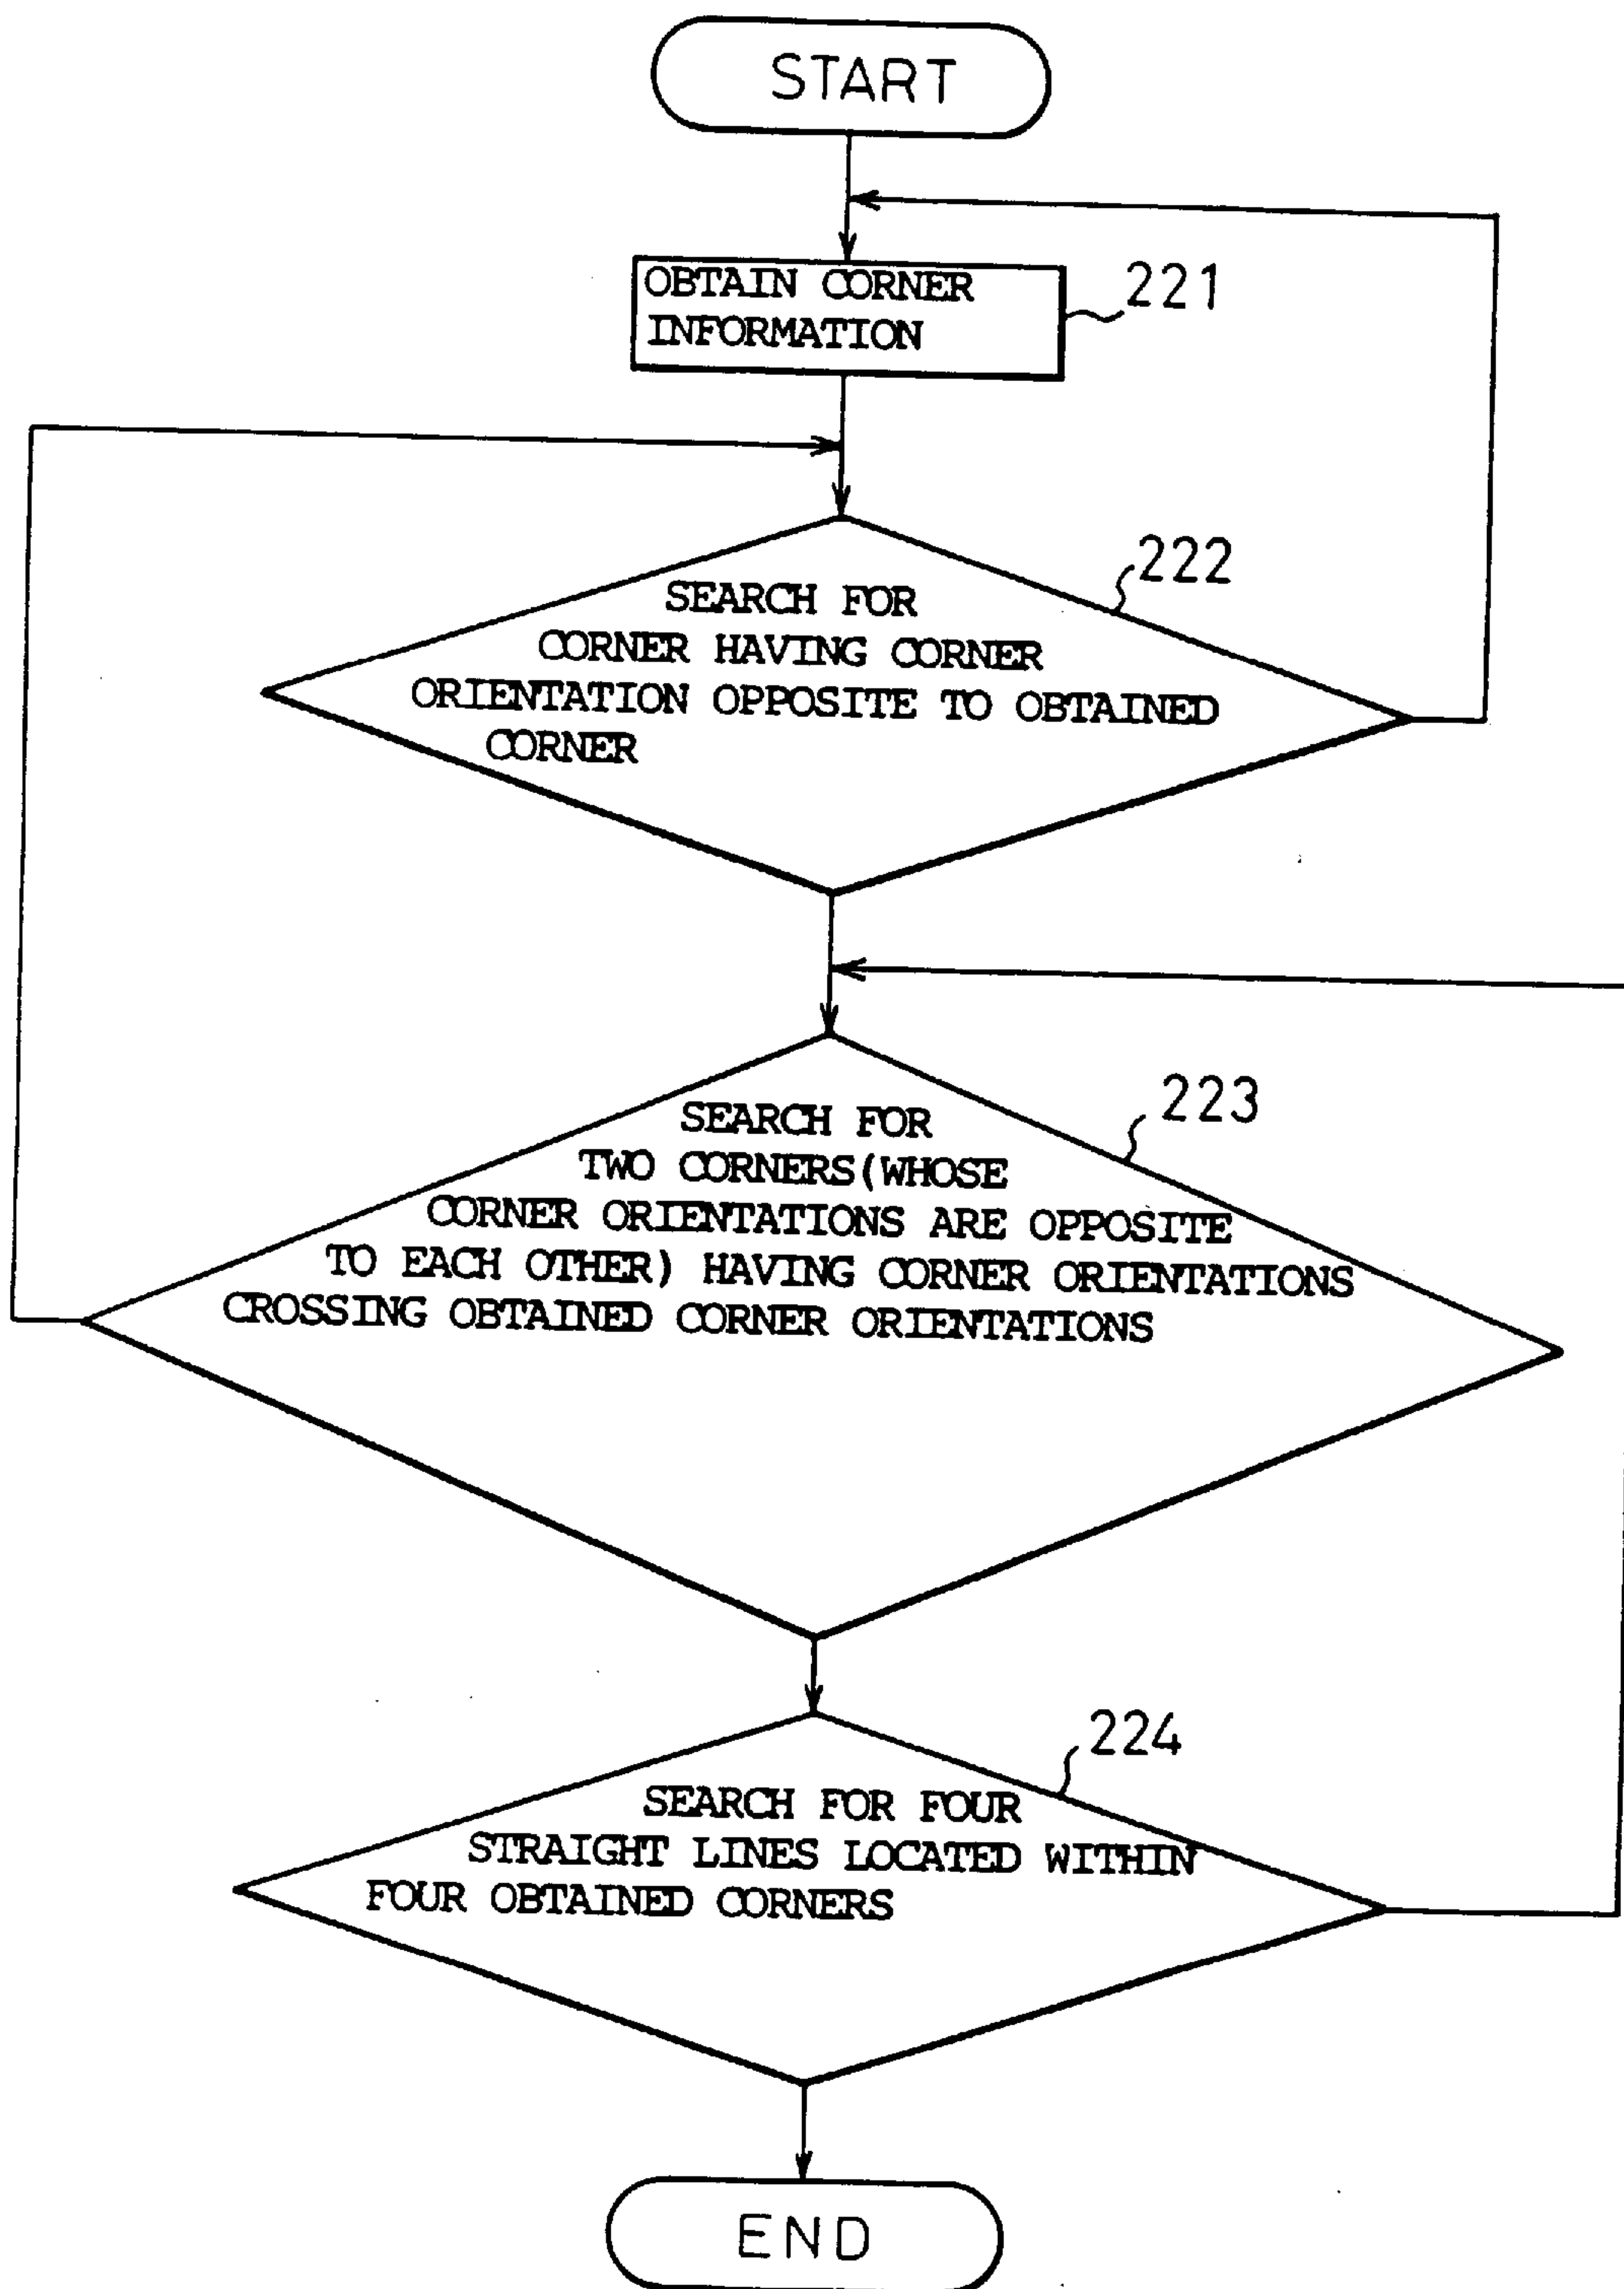 START
OBTAIN CORNER
INFORMATION
221
222
SEARCH FOR
CORNER HAVING CORNER
ORIENTATION OPPOSITE TO OBTAINED
CORNER
223
SEARCH FOR
TWO CORNERS(WHOSE
CORNER ORIENTATIONS ARE OPPOSITE
TO EACH OTHER) HAVING CORNER ORIENTATIONS
CROSSING OBTAINED CORNER ORIENTATIONS
224
SEARCH FOR FOUR
STRAIGHT LINES LOCATED WITHIN
FOUR OBTAINED CORNERS
END